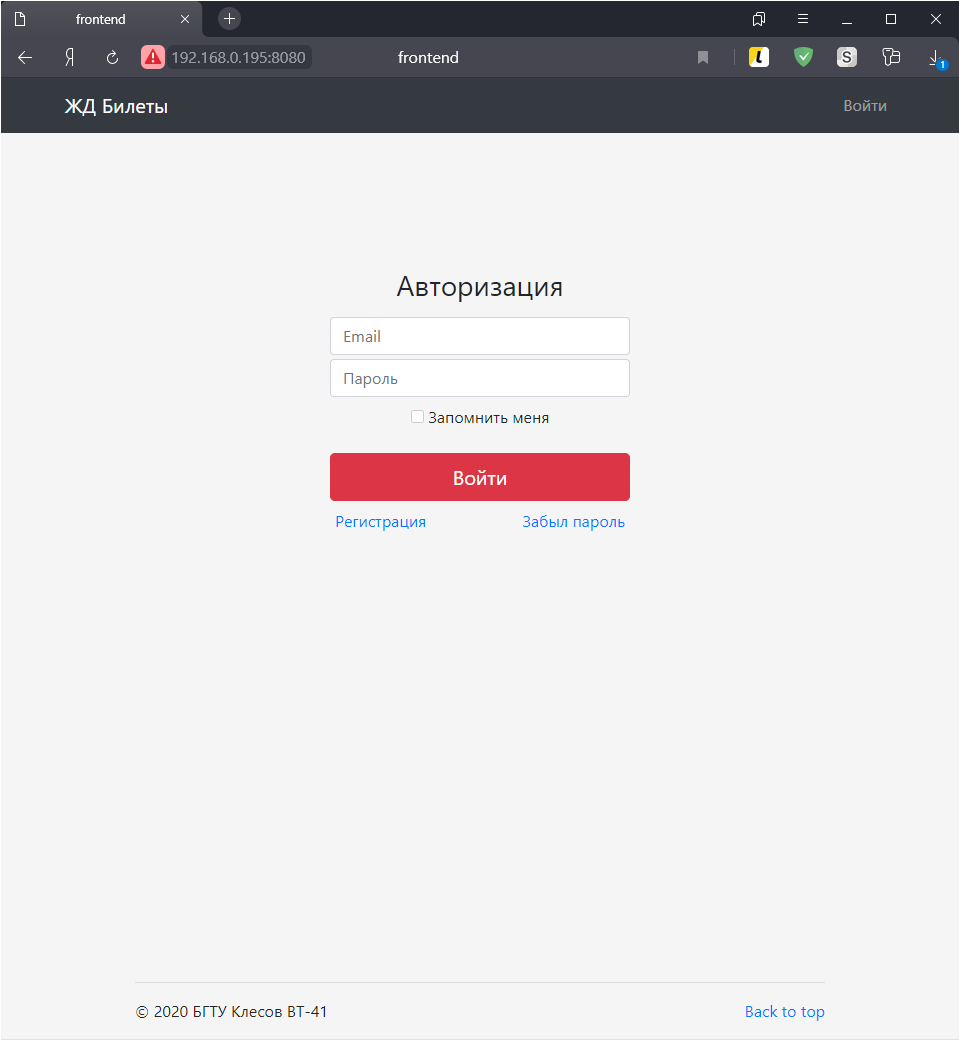 frontend
192.168.0.195:8080 frontend
1
ЖД Билеты Войти
Авторизация
Email
Пароль
Запомнить меня
Войти
Регистрация Забыл пароль
© 2020 БГТУ Клесов ВТ-41 Back to top